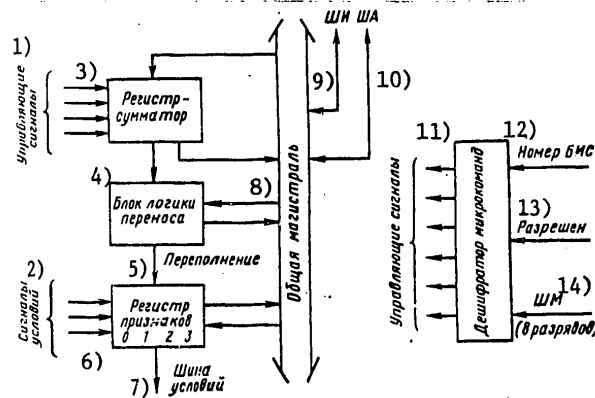 ШИ ША
1)
Управляющие
сигналы
3)
Регистр-
сумматор
9)
10)
4)
Блок логики
переноса
8)
Общая магистраль
5)
Переполнение
2)
Сигналы
условий
Регистр
признаков
0 1 2 3
6)
7)
Шина
условий
11)
Управляющие сигналы
Дешифратор микрокоманд
12)
Номер БИС
13)
Разрешен
14)
ШМ
(8 разрядов)